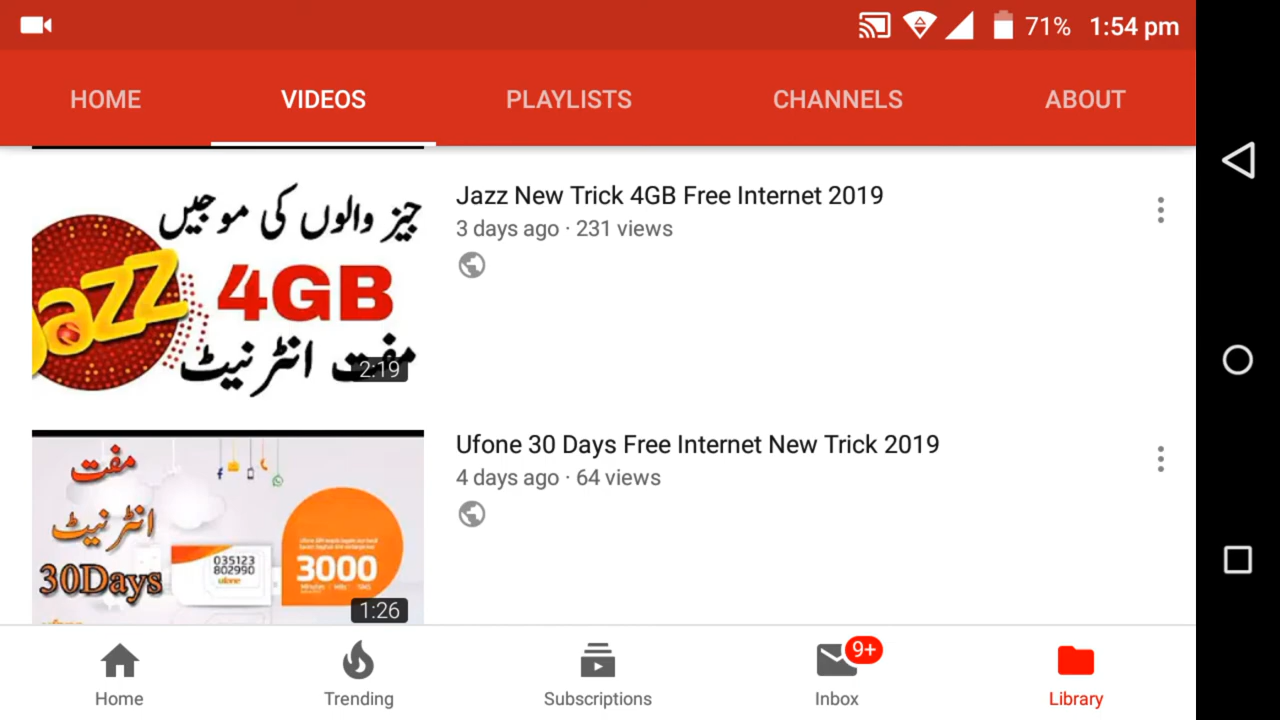 71% 1:54 pm
HOME VIDEOS PLAYLISTS CHANNELS ABOUT
جیز والوں کی موجیں
Jazz
4GB
مفت انٹرنیٹ
2:19
Jazz New Trick 4GB Free Internet 2019
3 days ago · 231 views
مفت
انٹرنیٹ
30Days
035123
802990
ufone
3000
1:26
Ufone 30 Days Free Internet New Trick 2019
4 days ago · 64 views
9+
Home Trending Subscriptions Inbox Library